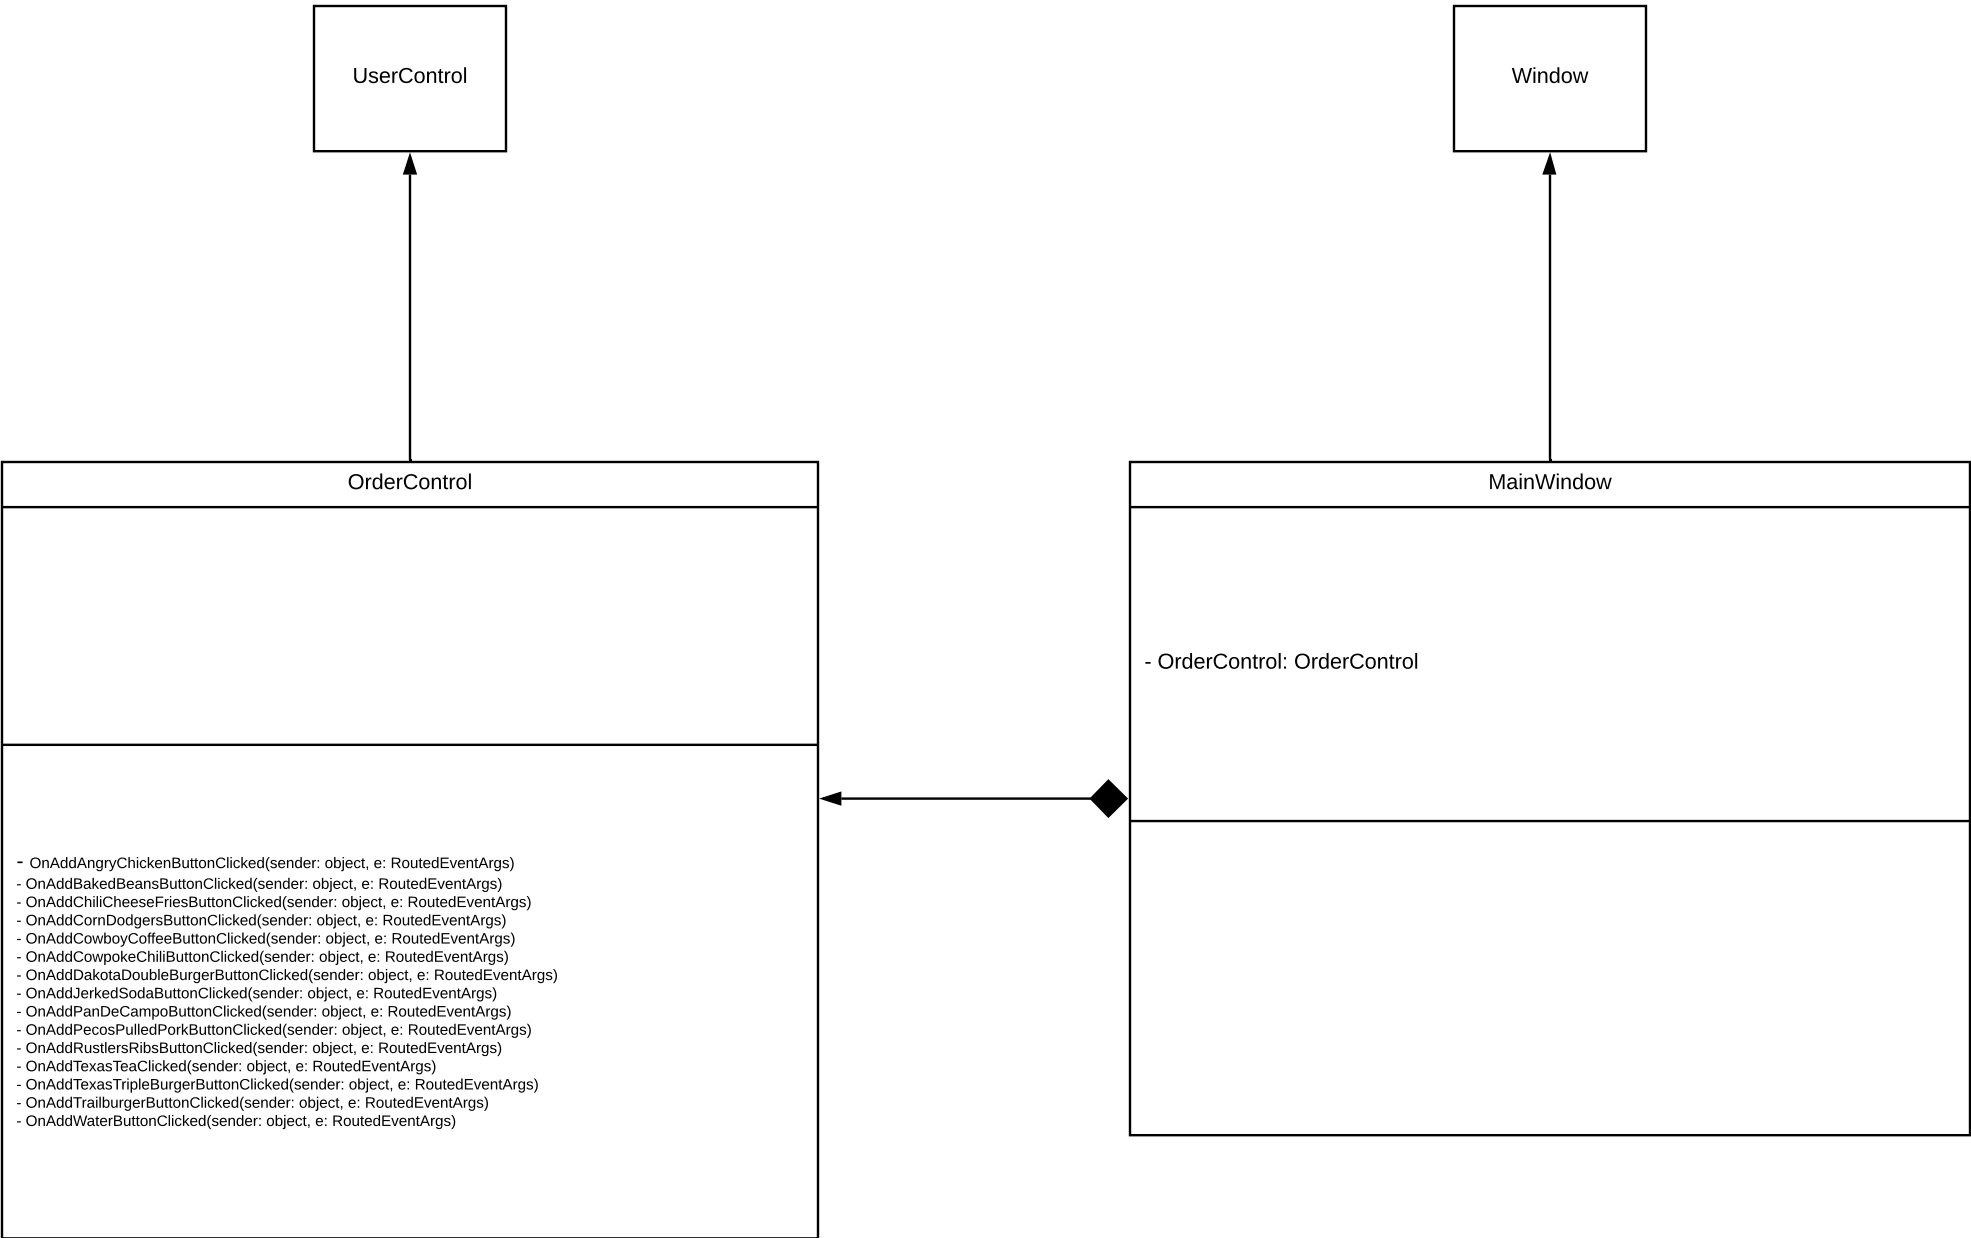 UserControl
Window
OrderControl
- OnAddAngryChickenButtonClicked(sender: object, e: RoutedEventArgs)
- OnAddBakedBeansButtonClicked(sender: object, e: RoutedEventArgs)
- OnAddChiliCheeseFriesButtonClicked(sender: object, e: RoutedEventArgs)
- OnAddCornDodgersButtonClicked(sender: object, e: RoutedEventArgs)
- OnAddCowboyCoffeeButtonClicked(sender: object, e: RoutedEventArgs)
- OnAddCowpokeChiliButtonClicked(sender: object, e: RoutedEventArgs)
- OnAddDakotaDoubleBurgerButtonClicked(sender: object, e: RoutedEventArgs)
- OnAddJerkedSodaButtonClicked(sender: object, e: RoutedEventArgs)
- OnAddPanDeCampoButtonClicked(sender: object, e: RoutedEventArgs)
- OnAddPecosPulledPorkButtonClicked(sender: object, e: RoutedEventArgs)
- OnAddRustlersRibsButtonClicked(sender: object, e: RoutedEventArgs)
- OnAddTexasTeaClicked(sender: object, e: RoutedEventArgs)
- OnAddTexasTripleBurgerButtonClicked(sender: object, e: RoutedEventArgs)
- OnAddTrailburgerButtonClicked(sender: object, e: RoutedEventArgs)
- OnAddWaterButtonClicked(sender: object, e: RoutedEventArgs)
MainWindow
- OrderControl: OrderControl